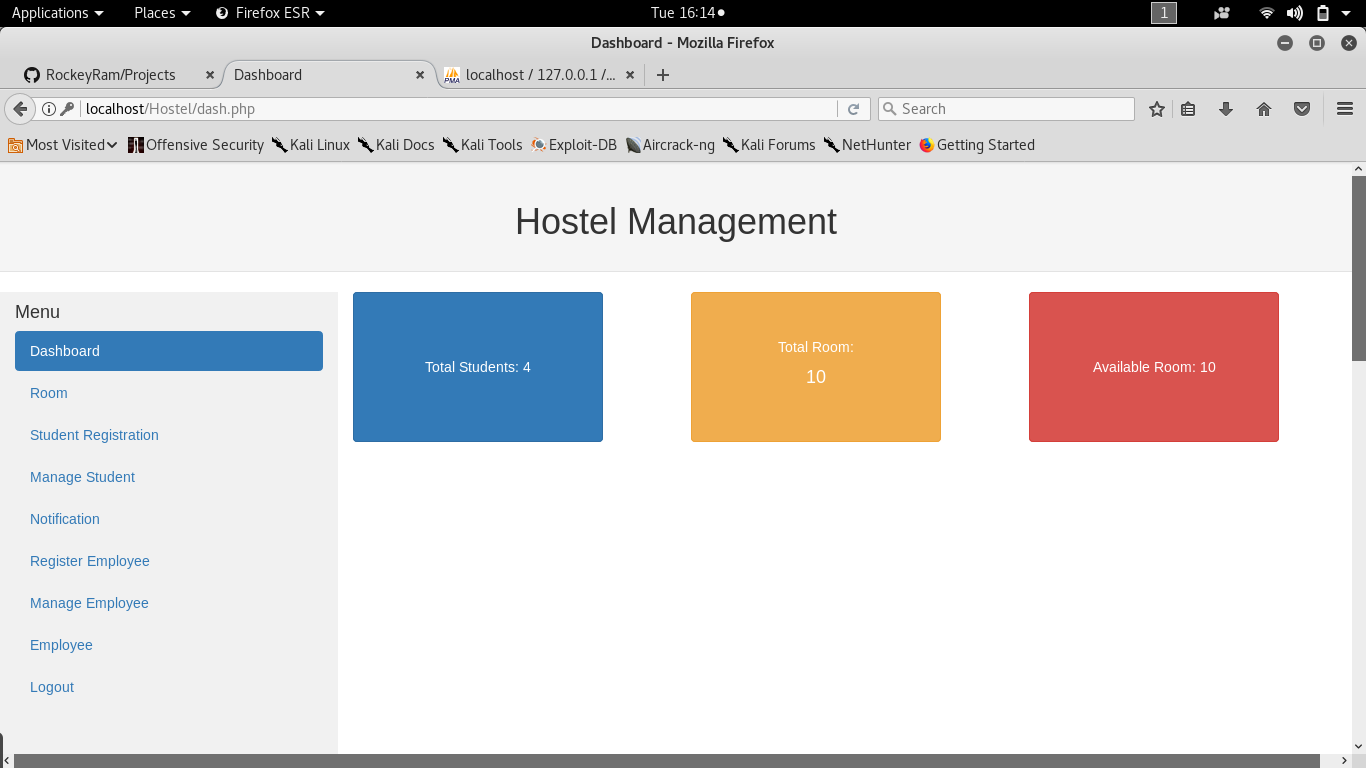 Applications Places Firefox ESR Tue 16:14 1
Dashboard - Mozilla Firefox
RockeyRam/Projects Dashboard PMA localhost / 127.0.0.1 /...
localhost/Hostel/dash.php Search
Most Visited Offensive Security Kali Linux Kali Docs Kali Tools Exploit-DB Aircrack-ng Kali Forums NetHunter Getting Started
Hostel Management
Menu
Dashboard
Room
Student Registration
Manage Student
Notification
Register Employee
Manage Employee
Employee
Logout
Total Students: 4
Total Room:
10
Available Room: 10